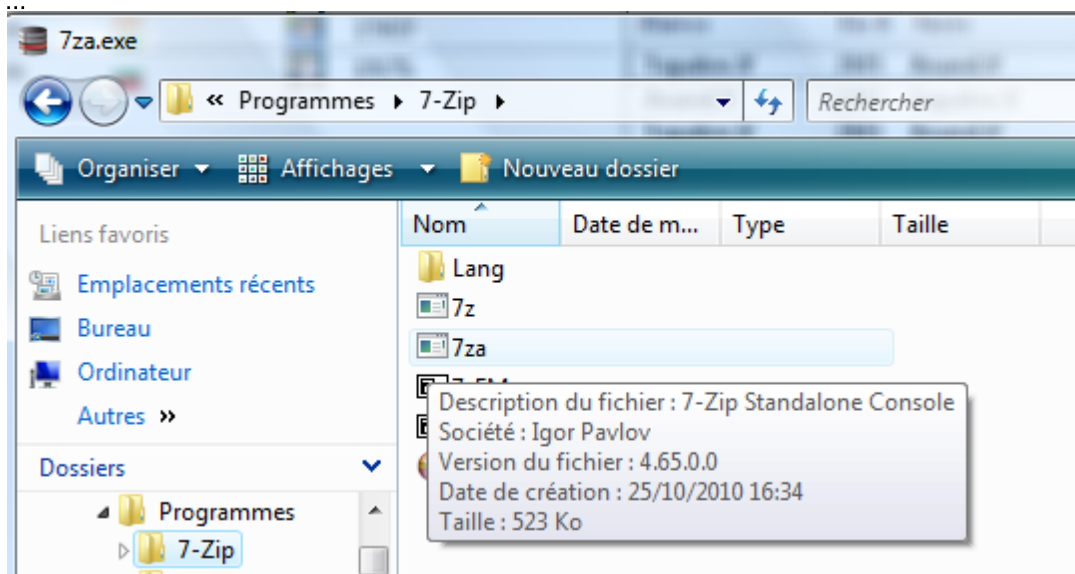 ...
7za.exe
« Programmes ▸ 7-Zip ▸
Rechercher
Organiser Affichages Nouveau dossier
Liens favoris
Emplacements récents
Bureau
Ordinateur
Autres »
Dossiers
Programmes
7-Zip
Nom Date de m... Type Taille
Lang
7z
7za
Description du fichier : 7-Zip Standalone Console
Société : Igor Pavlov
Version du fichier : 4.65.0.0
Date de création : 25/10/2010 16:34
Taille : 523 Ko